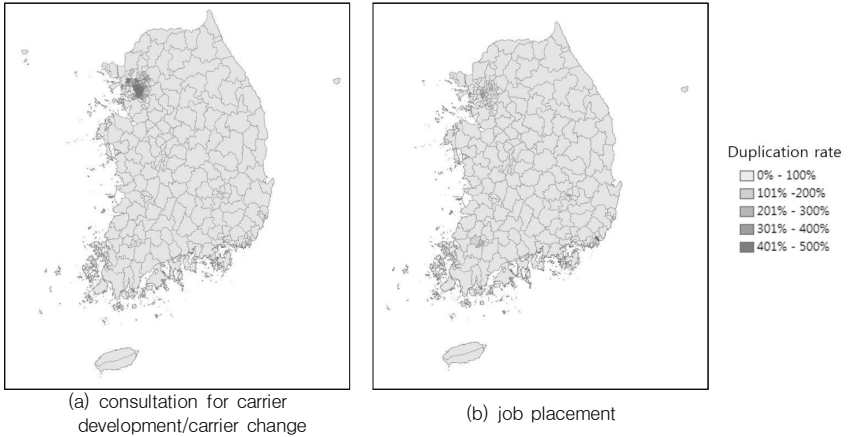 Duplication rate
0% - 100%
101% -200%
201% - 300%
301% - 400%
401% - 500%
(a) consultation for carrier
development/carrier change
(b) job placement